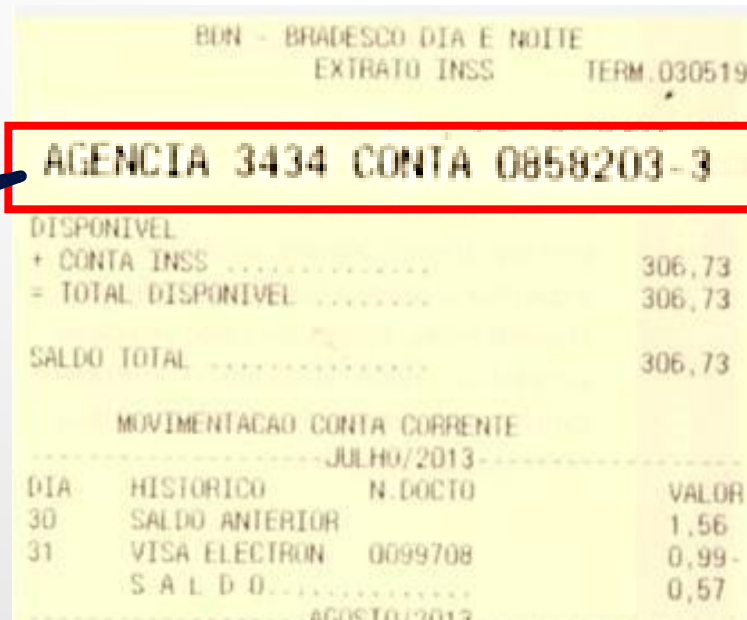 BDN - BRADESCO DIA E NOITE
EXTRATO INSS TERM.030519
AGENCIA 3434 CONTA 0858203-3
DISPONIVEL
+ CONTA INSS .............. 306,73
= TOTAL DISPONIVEL ........ 306,73
SALDO TOTAL ............... 306,73
MOVIMENTACAO CONTA CORRENTE
--------------------JULHO/2013------------------
DIA HISTORICO N.DOCTO VALOR
30 SALDO ANTERIOR 1,56
31 VISA ELECTRON 0099708 0,99-
S A L D O.............. 0,57
-------------------AGOSTO/2013------------------